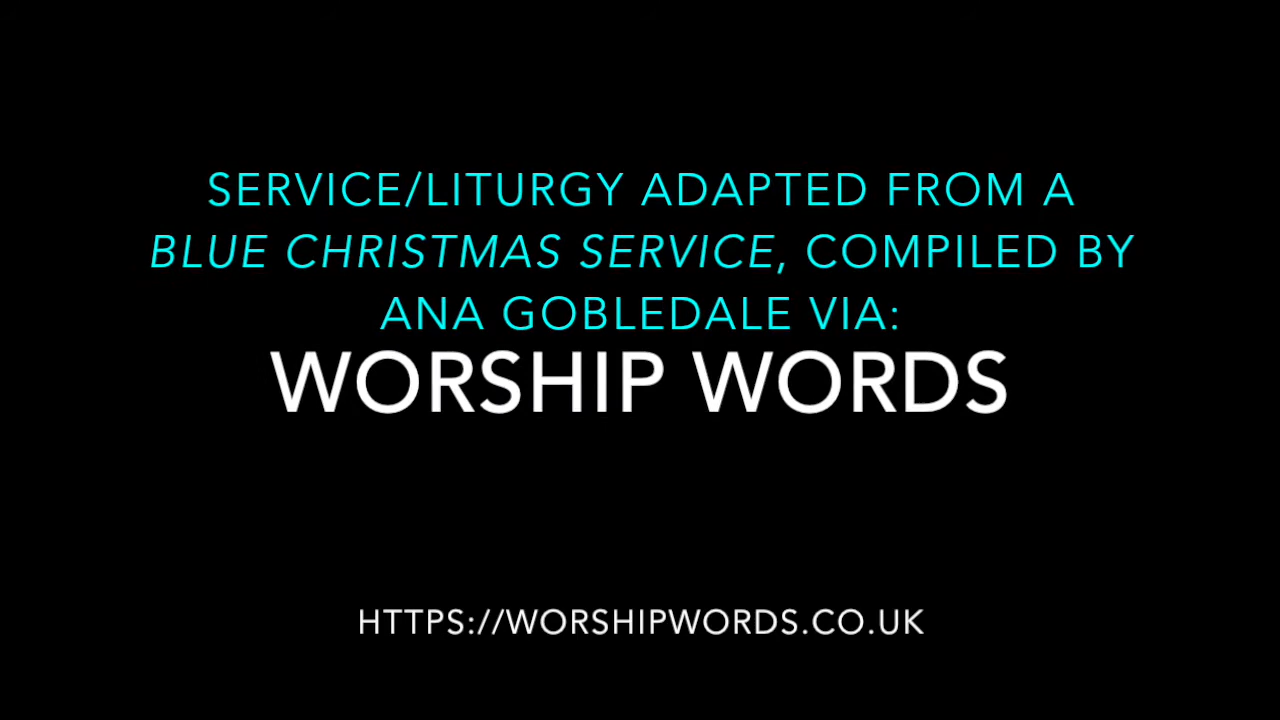 SERVICE/LITURGY ADAPTED FROM A
BLUE CHRISTMAS SERVICE, COMPILED BY
ANA GOBLEDALE VIA:
WORSHIP WORDS
HTTPS://WORSHIPWORDS.CO.UK